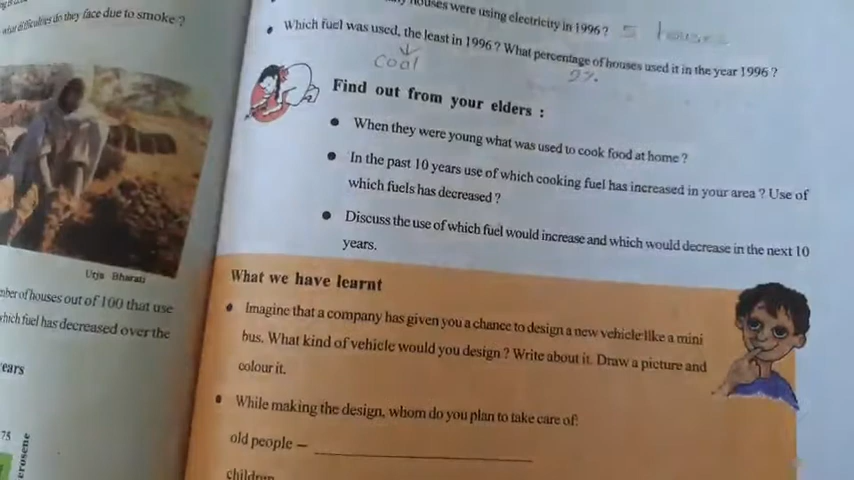 what difficulties do they face due to smoke ?
Urja Bharati
mber of houses out of 100 that use
which fuel has decreased over the
ears
75
erosene
houses were using electricity in 1996 ? 5 houses
• Which fuel was used, the least in 1996 ? What percentage of houses used it in the year 1996 ?
coal
2%
Find out from your elders :
• When they were young what was used to cook food at home ?
• In the past 10 years use of which cooking fuel has increased in your area ? Use of
which fuels has decreased ?
• Discuss the use of which fuel would increase and which would decrease in the next 10
years.
What we have learnt
• Imagine that a company has given you a chance to design a new vehicle like a mini
bus. What kind of vehicle would you design ? Write about it. Draw a picture and
colour it.
• While making the design, whom do you plan to take care of:
old people –
children